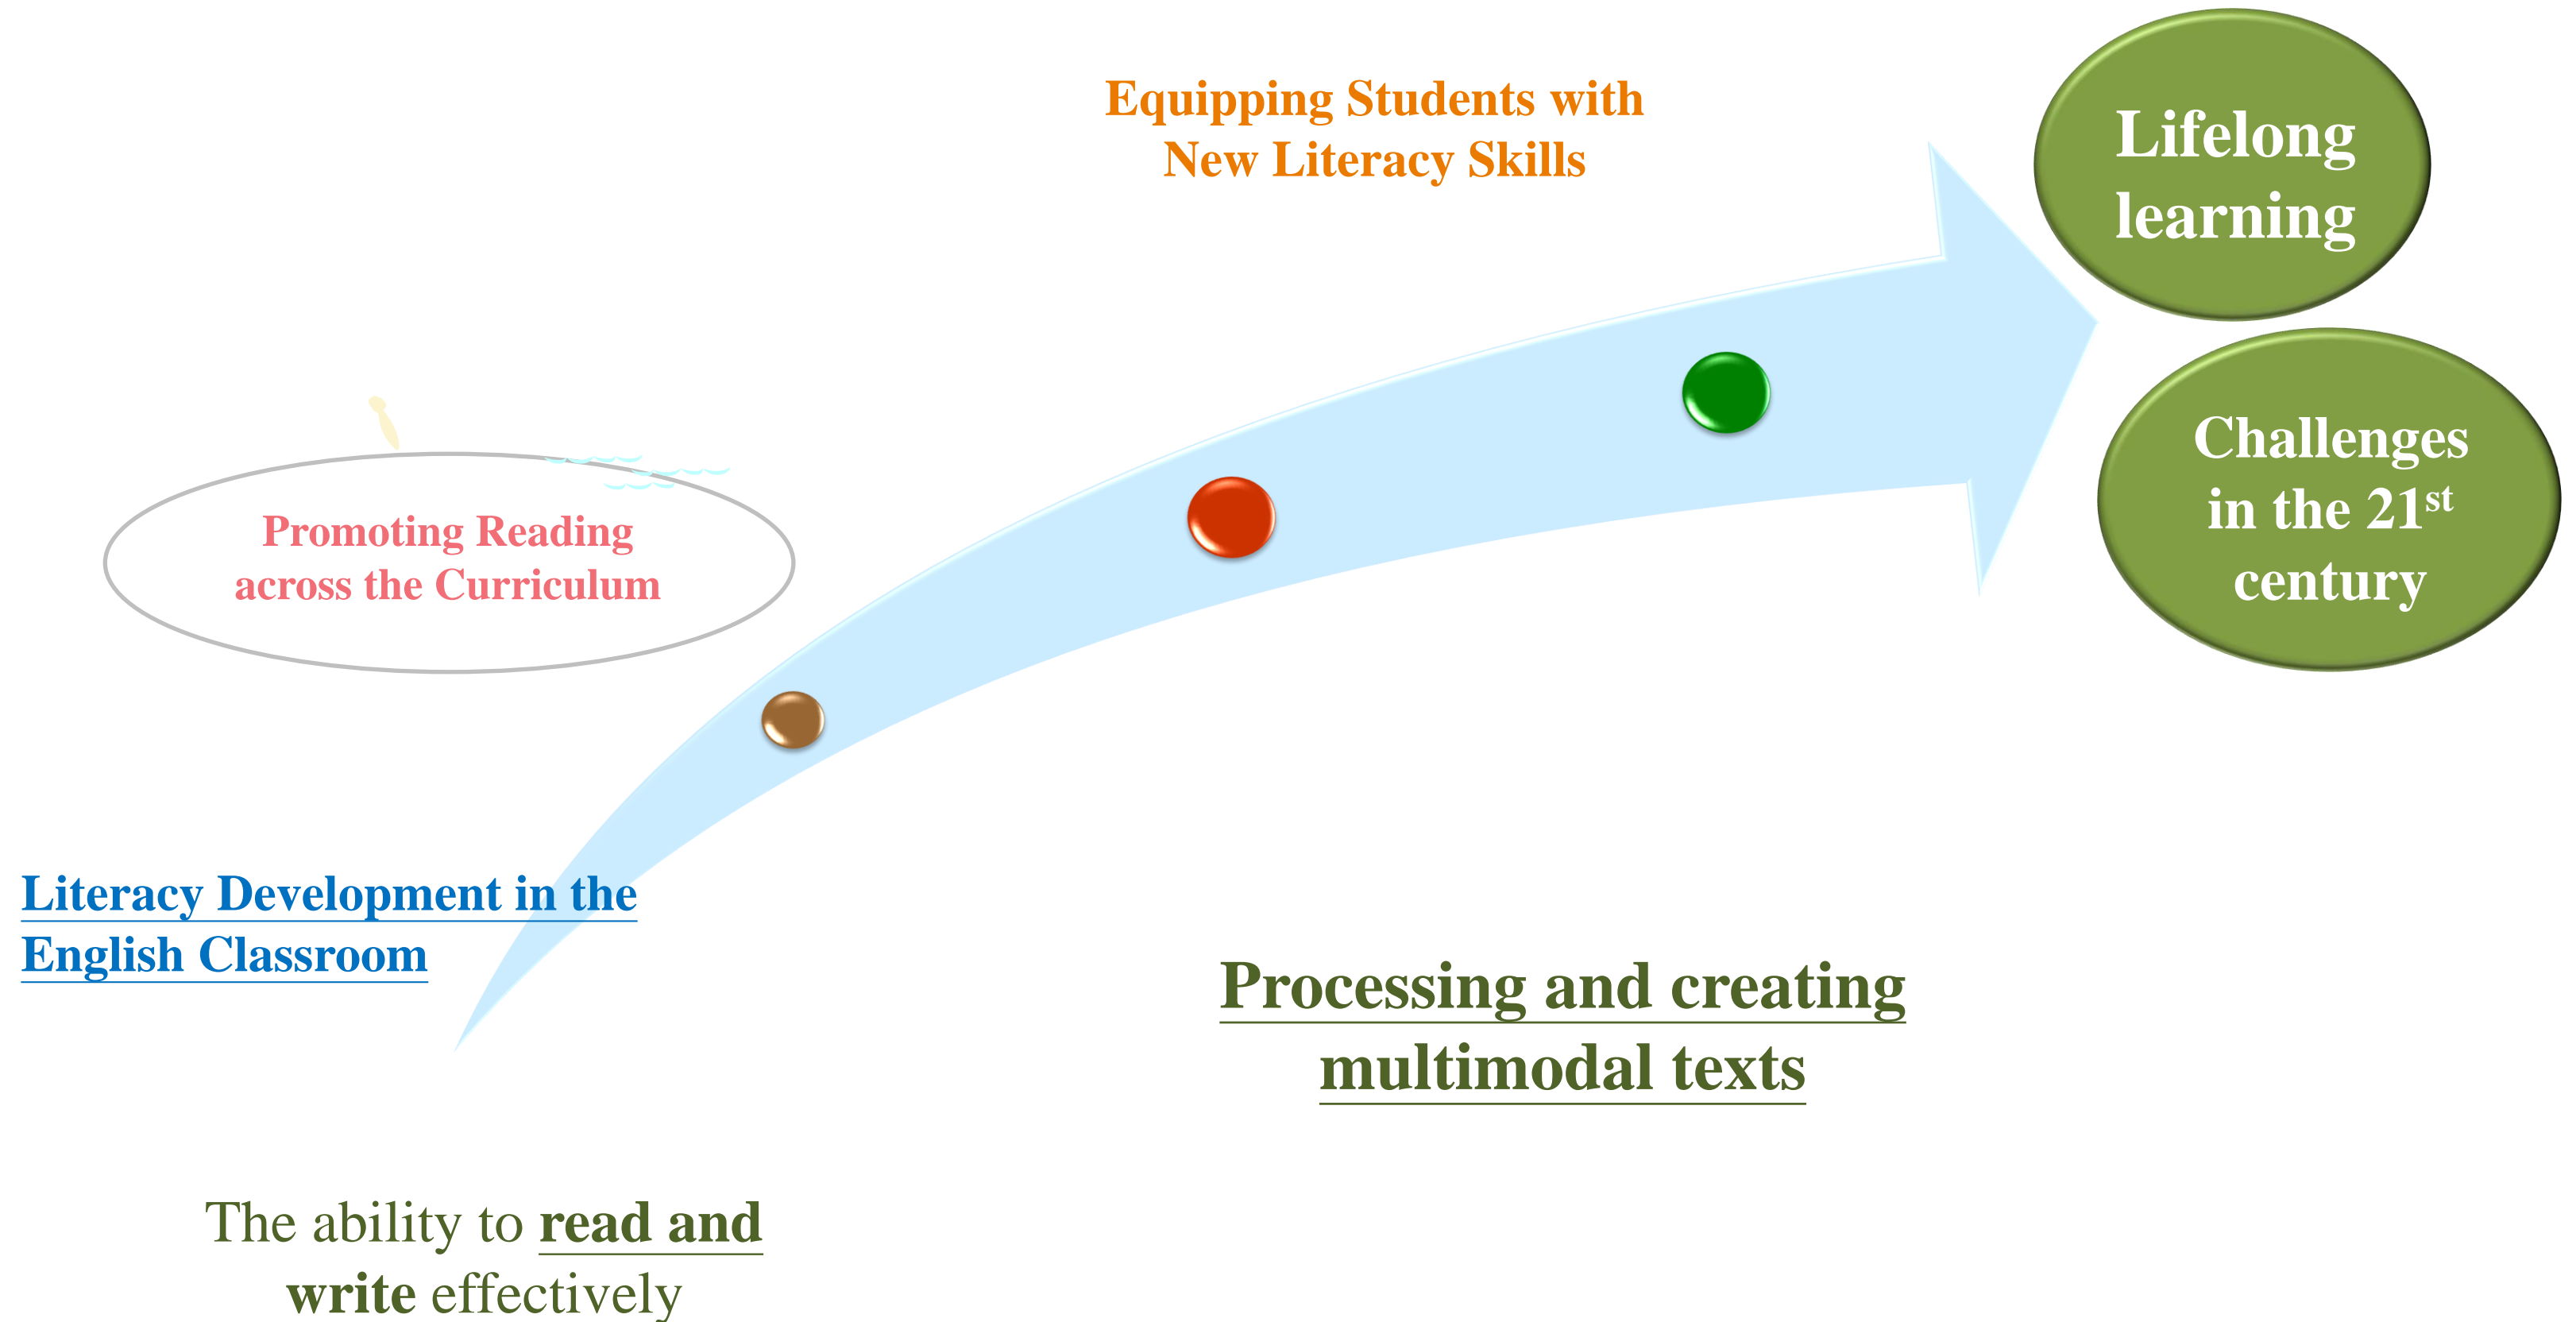 Equipping Students with
New Literacy Skills
Lifelong
learning
Challenges
in the 21st
century
Promoting Reading
across the Curriculum
Literacy Development in the
English Classroom
Processing and creating
multimodal texts
The ability to read and
write effectively